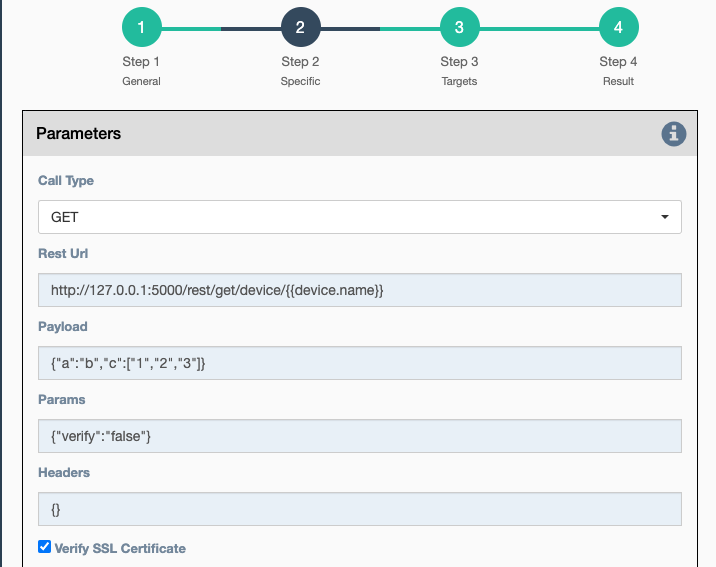 1 2 3 4
Step 1 Step 2 Step 3 Step 4
General Specific Targets Result
Parameters
Call Type
GET
Rest Url
http://127.0.0.1:5000/rest/get/device/{{device.name}}
Payload
{"a":"b","c":["1","2","3"]}
Params
{"verify":"false"}
Headers
{}
Verify SSL Certificate